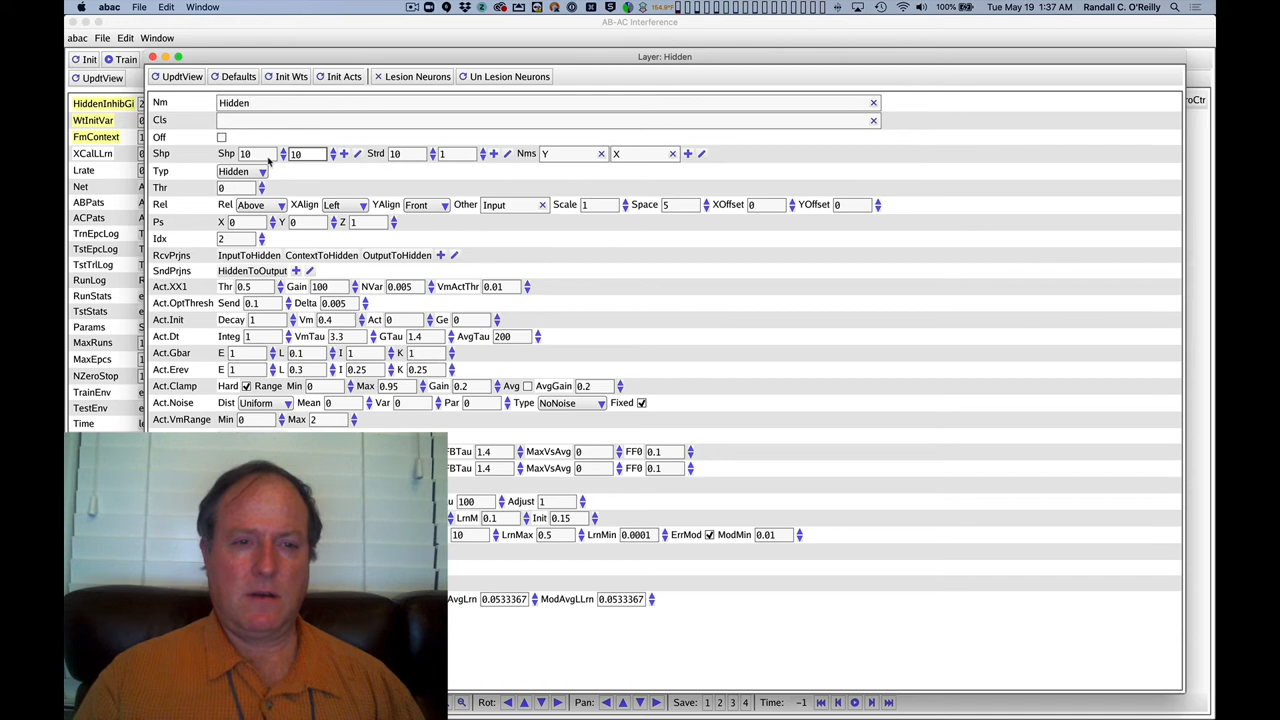 abac File Edit Window 154.9°F 100% Tue May 19 1:37 AM Randall C. O'Reilly
AB-AC Interference
abac File Edit Window
Init Train
Layer: Hidden
UpdtView UpdtView Defaults Init Wts Init Acts Lesion Neurons Un Lesion Neurons
HiddenInhibGi 2 Nm Hidden roCtr
WtInitVar 0 Cls
FmContext 1 Off
XCalLLrn 0 Shp Shp 10 10 Strd 10 1 Nms Y X
Lrate 0 Typ Hidden
Net Thr 0
ABPats Rel Rel Above XAlign Left YAlign Front Other Input Scale 1 Space 5 XOffset 0 YOffset 0
ACPats Ps X 0 Y 0 Z 1
TrnEpcLog Idx 2
TstEpcLog RcvPrjns InputToHidden ContextToHidden OutputToHidden
TstTrlLog SndPrjns HiddenToOutput
RunLog Act.XX1 Thr 0.5 Gain 100 NVar 0.005 VmActThr 0.01
RunStats Act.OptThresh Send 0.1 Delta 0.005
TstStats Act.Init Decay 1 Vm 0.4 Act 0 Ge 0
Params Act.Dt Integ 1 VmTau 3.3 GTau 1.4 AvgTau 200
MaxRuns Act.Gbar E 1 L 0.1 I 1 K 1
MaxEpcs Act.Erev E 1 L 0.3 I 0.25 K 0.25
NZeroStop Act.Clamp Hard Range Min 0 Max 0.95 Gain 0.2 Avg AvgGain 0.2
TrainEnv Act.Noise Dist Uniform Mean 0 Var 0 Par 0 Type NoNoise Fixed
TestEnv Act.VmRange Min 0 Max 2
Time
FBTau 1.4 MaxVsAvg 0 FF0 0.1
FBTau 1.4 MaxVsAvg 0 FF0 0.1
100 Adjust 1
LrnM 0.1 Init 0.15
10 LrnMax 0.5 LrnMin 0.0001 ErrMod ModMin 0.01
AvgLrn 0.0533367 ModAvgLLrn 0.0533367
Rot: Pan: Save: 1 2 3 4 Time: -1